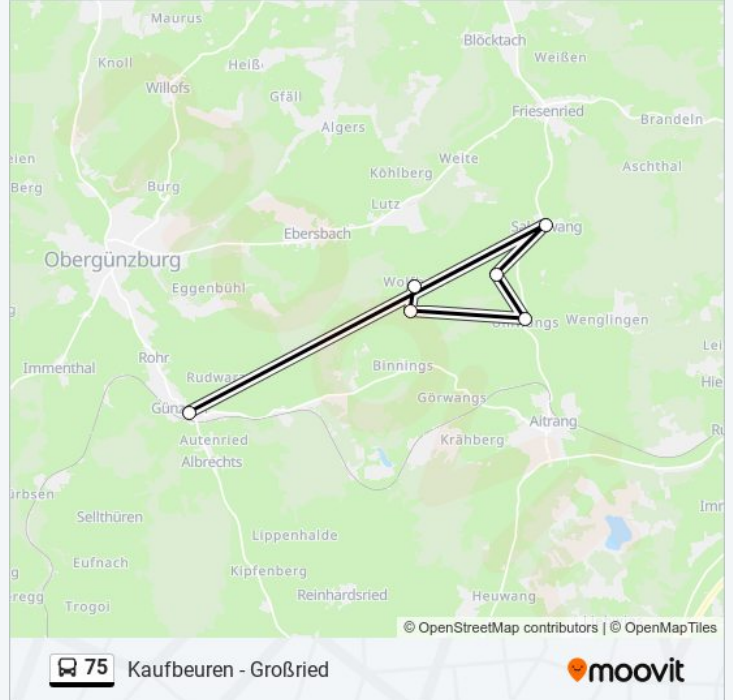 Maurus
Blöcktach
Knoll
Heiß
Weißen
Willofs
Gfäll
Friesenried
Brandeln
Algers
Weite
Aschthal
Köhlberg
Berg
Burg
Lutz
Ebersbach
Obergünzburg
Eggenbühl
Wenglingen
Rohr
Immenthal
Binnings
Rudwarz
Görwangs
Aitrang
Autenried
Krähberg
Albrechts
Sellthüren
Lippenhalde
Eufnach
Kipfenberg
Reinhardsried
Heuwang
Trogoi
© OpenStreetMap contributors | © OpenMapTiles
75 Kaufbeuren - Großried moovit